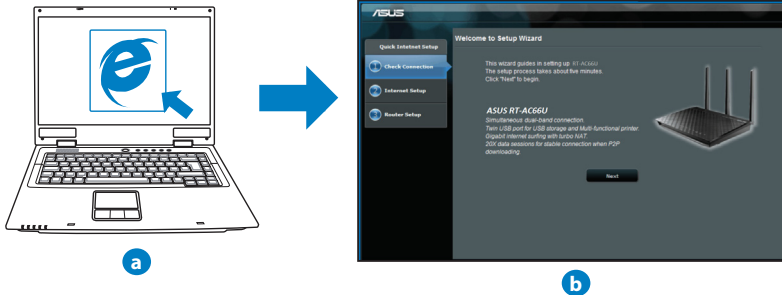 ASUS
Quick Internet Setup
1 Check Connection
2 Internet Setup
3 Router Setup
Welcome to Setup Wizard
This wizard guides in setting up RT-AC66U
The setup process takes about five minutes.
Click "Next" to begin.
ASUS RT-AC66U
Simultaneous dual-band connection.
Twin USB port for USB storage and Multi-functional printer.
Gigabit Internet surfing with turbo NAT.
20X data sessions for stable connection when P2P
downloading
Next
a
b